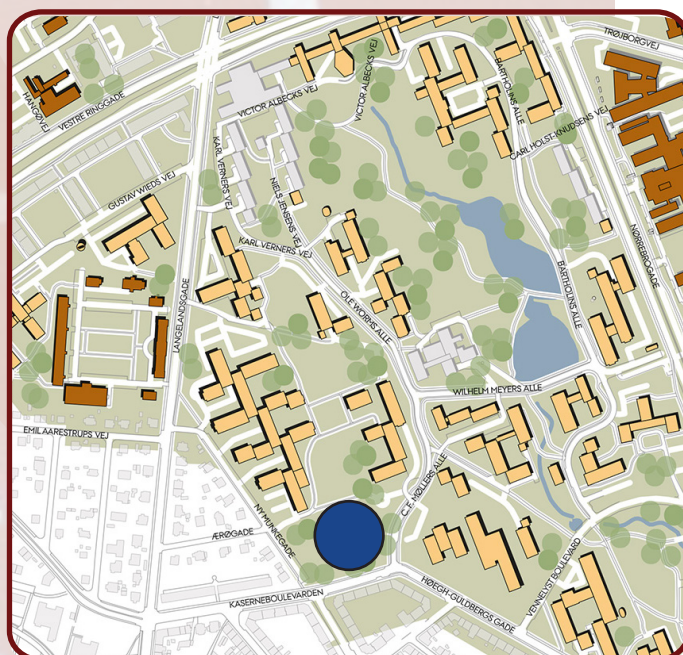 TRØJBORGVEJ
HANGØVEJ
VESTRE RINGGADE
VICTOR ALBECKS VEJ
VICTOR ALBECKS VEJ
BARTHOLINS ALLE
CARL HOLST-KNUDSENS VEJ
KARL VERNERS VEJ
NIELS JENSENS VEJ
GUSTAV WIEDS VEJ
KARL VERNERS VEJ
NØRREBROGADE
BARTHOLINS ALLE
LANGELANDSGADE
OLE WORMS ALLE
WILHELM MEYERS ALLE
EMIL AARESTRUPS VEJ
C. F. MØLLERS ALLE
NY MUNKEGADE
ÆRØGADE
VENNELYST BOULEVARD
HØEGH-GULDBERGS GADE
KASERNEBOULEVARDEN